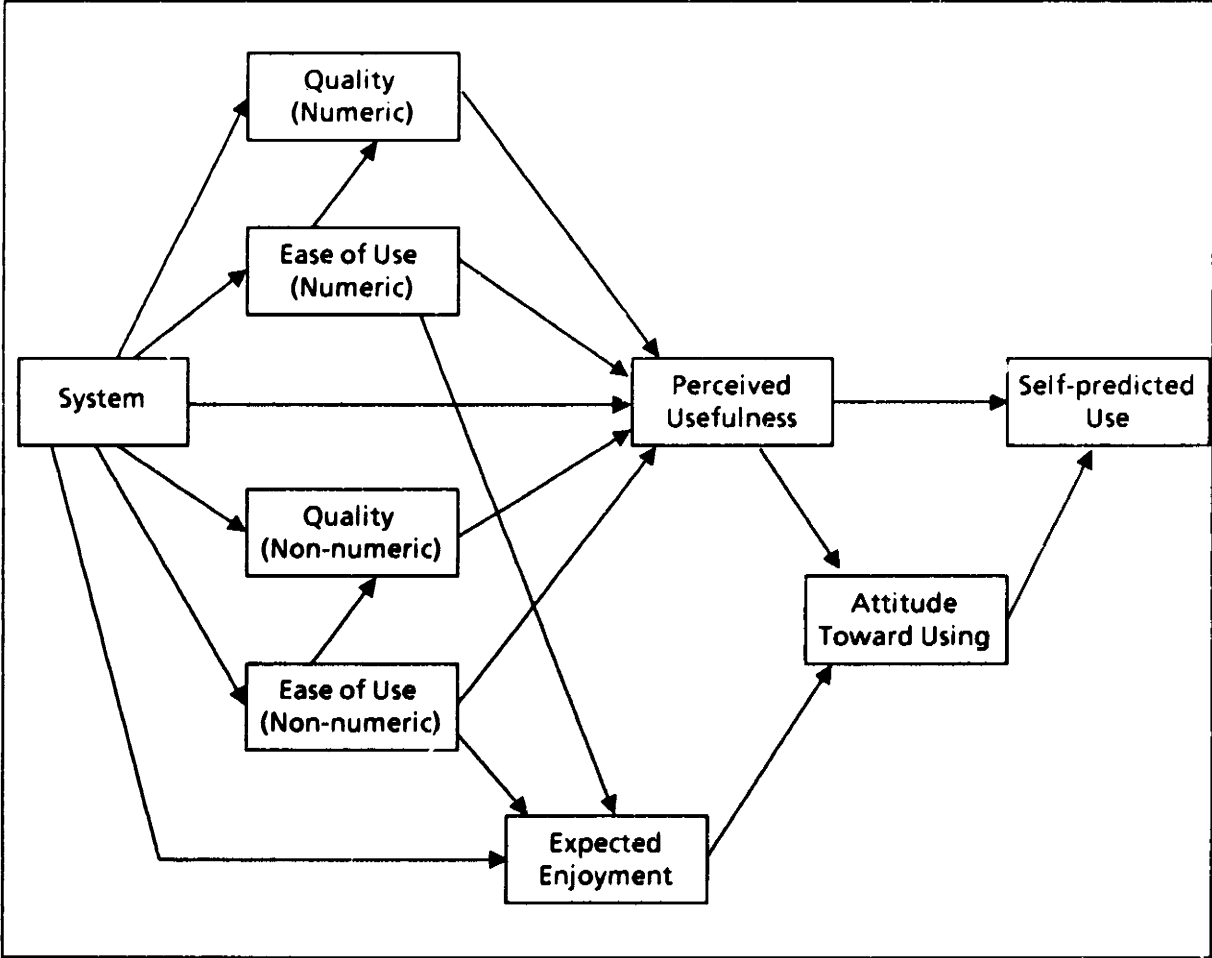 Quality
(Numeric)
Ease of Use
(Numeric)
System
Perceived
Usefulness
Self-predicted
Use
Quality
(Non-numeric)
Attitude
Toward Using
Ease of Use
(Non-numeric)
Expected
Enjoyment